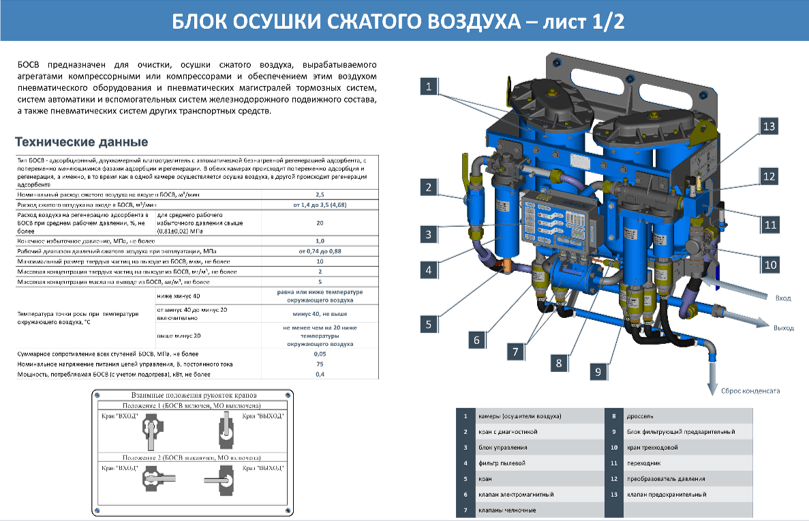 БЛОК ОСУШКИ СЖАТОГО ВОЗДУХА – лист 1/2
БОСВ предназначен для очистки, осушки сжатого воздуха, вырабатываемого
агрегатами компрессорными или компрессорами и обеспечением этим воздухом
пневматического оборудования и пневматических магистралей тормозных систем,
систем автоматики и вспомогательных систем железнодорожного подвижного состава,
а также пневматических систем других транспортных средств.
Технические данные
Тип БОСВ - адсорбционный, двухкамерный влагоотделитель с автоматической безнагревной регенерацией адсорбента, с
попеременно меняющимися фазами адсорбции и регенерации. В обеих камерах происходит попеременно адсорбция и
регенерация, а именно, в то время как в одной камере осуществляется осушка воздуха, в другой происходит регенерация
адсорбента
Номинальный расход сжатого воздуха на входе в БОСВ, м³/мин 2,5
Расход сжатого воздуха на входе в БОСВ, м³/мин от 1,4 до 3,5 (4,68)
Расход воздуха на регенерацию адсорбента в
БОСВ при среднем рабочем давлении, %, не
более
для среднего рабочего
избыточного давления свыше
(0,81±0,02) МПа
20
Конечное избыточное давление, МПа, не более 1,0
Рабочий диапазон давлений сжатого воздуха при эксплуатации, МПа от 0,74 до 0,88
Максимальный размер твердых частиц на выходе из БОСВ, мкм, не более 10
Массовая концентрация твердых частиц на выходе из БОСВ, мг/м³, не более 2
Массовая концентрация масла на выходе из БОСВ, мг/м³, не более 5
Температура точки росы при температуре
окружающего воздуха, °С
ниже минус 40
равна или ниже температуре
окружающего воздуха
от минус 40 до минус 20
включительно
минус 40, не выше
выше минус 20
не менее чем на 20 ниже
температуры
окружающего воздуха
Суммарное сопротивление всех ступеней БОСВ, МПа, не более 0,05
Номинальное напряжение питания цепей управления, В, постоянного тока 75
Мощность, потребляемая БОСВ (с учетом подогрева), кВт, не более 0,4
Взаимные положения рукояток кранов
Положение 1 (БОСВ включен, МО выключена)
Кран "ВХОД" Кран "ВЫХОД"
Положение 2 (БОСВ выключен, МО включена)
Кран "ВХОД" Кран "ВЫХОД"
1
2
3
4
5
6
7
8
9
10
11
12
13
Вход
Выход
Сброс конденсата
1 камеры (осушители воздуха) 8 дроссель
2 кран с диагностикой 9 Блок фильтрующий предварительный
3 блок управления 10 кран трехходовой
4 фильтр пылевой 11 переходник
5 кран 12 преобразователь давления
6 клапан электромагнитный 13 клапан предохранительный
7 клапаны челночные